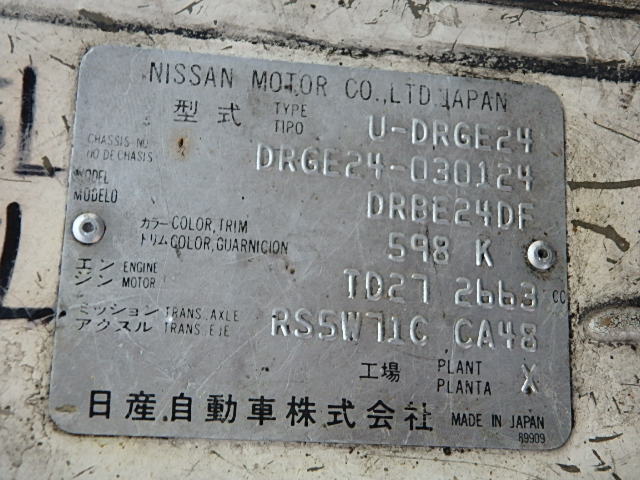 NISSAN MOTOR CO.,LTD.JAPAN
型式 TYPE TIPO U-DRGE24
CHASSIS-NO NO DE CHASIS DRGE24-030124
MODEL MODELO DRBE24DF
カラー COLOR,TRIM
トリム COLOR,GUARNICION 598 K
エンジン ENGINE MOTOR TD27 2663 CC
ミッション TRANS.AXLE
アクスル TRANS.EJE RS5W71C CA48
工場 PLANT PLANTA X
日産自動車株式会社 MADE IN JAPAN
89909